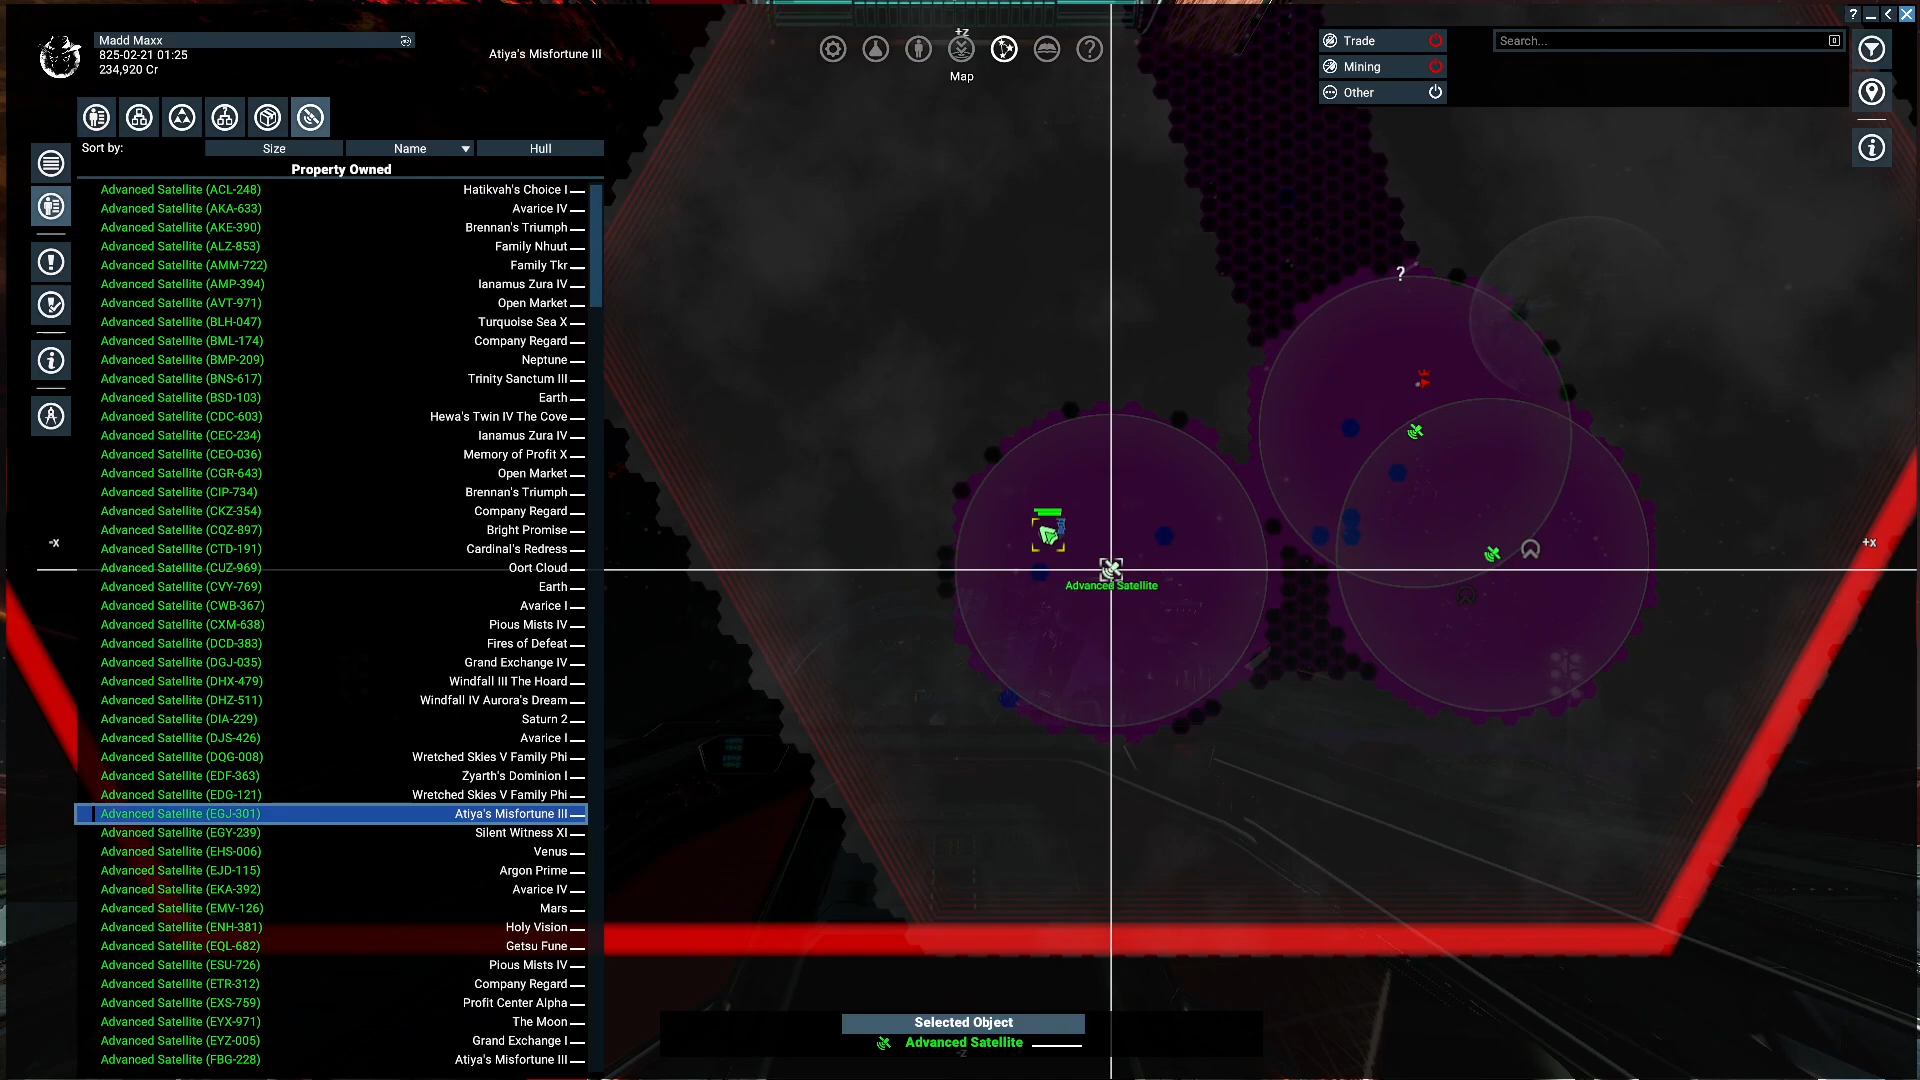 Madd Maxx
825-02-21 01:25
234,920 Cr
Atiya's Misfortune III
+z
Map
Trade
Mining
Other
Search...
Sort by:
Size
Name
Hull
Property Owned
Advanced Satellite (ACL-248) Hatikvah's Choice I
Advanced Satellite (AKA-633) Avarice IV
Advanced Satellite (AKE-390) Brennan's Triumph
Advanced Satellite (ALZ-853) Family Nhuut
Advanced Satellite (AMM-722) Family Tkr
Advanced Satellite (AMP-394) Ianamus Zura IV
Advanced Satellite (AVT-971) Open Market
Advanced Satellite (BLH-047) Turquoise Sea X
Advanced Satellite (BML-174) Company Regard
Advanced Satellite (BMP-209) Neptune
Advanced Satellite (BNS-617) Trinity Sanctum III
Advanced Satellite (BSD-103) Earth
Advanced Satellite (CDC-603) Hewa's Twin IV The Cove
Advanced Satellite (CEC-234) Ianamus Zura IV
Advanced Satellite (CEO-036) Memory of Profit X
Advanced Satellite (CGR-643) Open Market
Advanced Satellite (CIP-734) Brennan's Triumph
Advanced Satellite (CKZ-354) Company Regard
Advanced Satellite (CQZ-897) Bright Promise
Advanced Satellite (CTD-191) Cardinal's Redress
Advanced Satellite (CUZ-969) Oort Cloud
Advanced Satellite (CVY-769) Earth
Advanced Satellite (CWB-367) Avarice I
Advanced Satellite (CXM-638) Pious Mists IV
Advanced Satellite (DCD-383) Fires of Defeat
Advanced Satellite (DGJ-035) Grand Exchange IV
Advanced Satellite (DHX-479) Windfall III The Hoard
Advanced Satellite (DHZ-511) Windfall IV Aurora's Dream
Advanced Satellite (DIA-229) Saturn 2
Advanced Satellite (DJS-426) Avarice I
Advanced Satellite (DQG-008) Wretched Skies V Family Phi
Advanced Satellite (EDF-363) Zyarth's Dominion I
Advanced Satellite (EDG-121) Wretched Skies V Family Phi
Advanced Satellite (EGJ-301) Atiya's Misfortune III
Advanced Satellite (EGY-239) Silent Witness XI
Advanced Satellite (EHS-006) Venus
Advanced Satellite (EJD-115) Argon Prime
Advanced Satellite (EKA-392) Avarice IV
Advanced Satellite (EMV-126) Mars
Advanced Satellite (ENH-381) Holy Vision
Advanced Satellite (EQL-682) Getsu Fune
Advanced Satellite (ESU-726) Pious Mists IV
Advanced Satellite (ETR-312) Company Regard
Advanced Satellite (EXS-759) Profit Center Alpha
Advanced Satellite (EYX-971) The Moon
Advanced Satellite (EYZ-005) Grand Exchange I
Advanced Satellite (FBG-228) Atiya's Misfortune III
-x
+x
?
Advanced Satellite
Selected Object
Advanced Satellite
-z